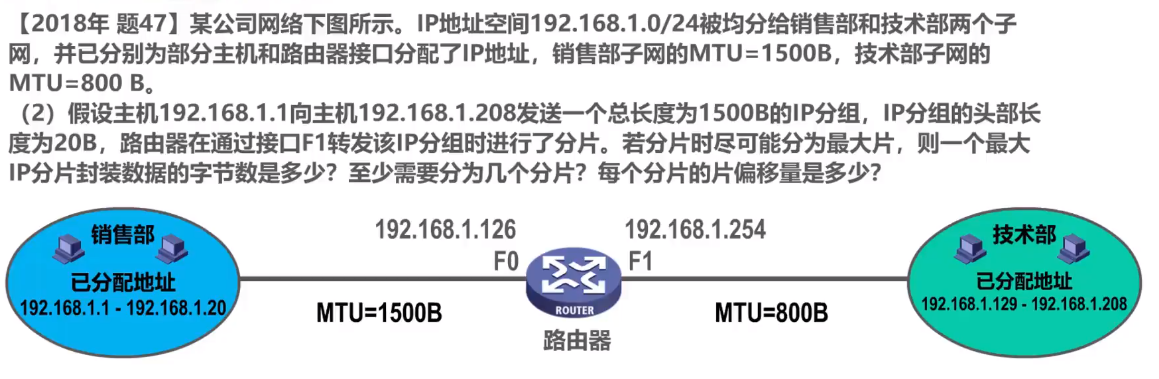 【2018年 题47】某公司网络下图所示。IP地址空间192.168.1.0/24被均分给销售部和技术部两个子
网，并已分别为部分主机和路由器接口分配了IP地址，销售部子网的MTU=1500B，技术部子网的
MTU=800 B。
（2）假设主机192.168.1.1向主机192.168.1.208发送一个总长度为1500B的IP分组，IP分组的头部长
度为20B，路由器在通过接口F1转发该IP分组时进行了分片。若分片时尽可能分为最大片，则一个最大
IP分片封装数据的字节数是多少？至少需要分为几个分片？每个分片的片偏移量是多少？
销售部
已分配地址
192.168.1.1 - 192.168.1.20
MTU=1500B
192.168.1.126
F0
ROUTER
路由器
192.168.1.254
F1
MTU=800B
技术部
已分配地址
192.168.1.129 - 192.168.1.208